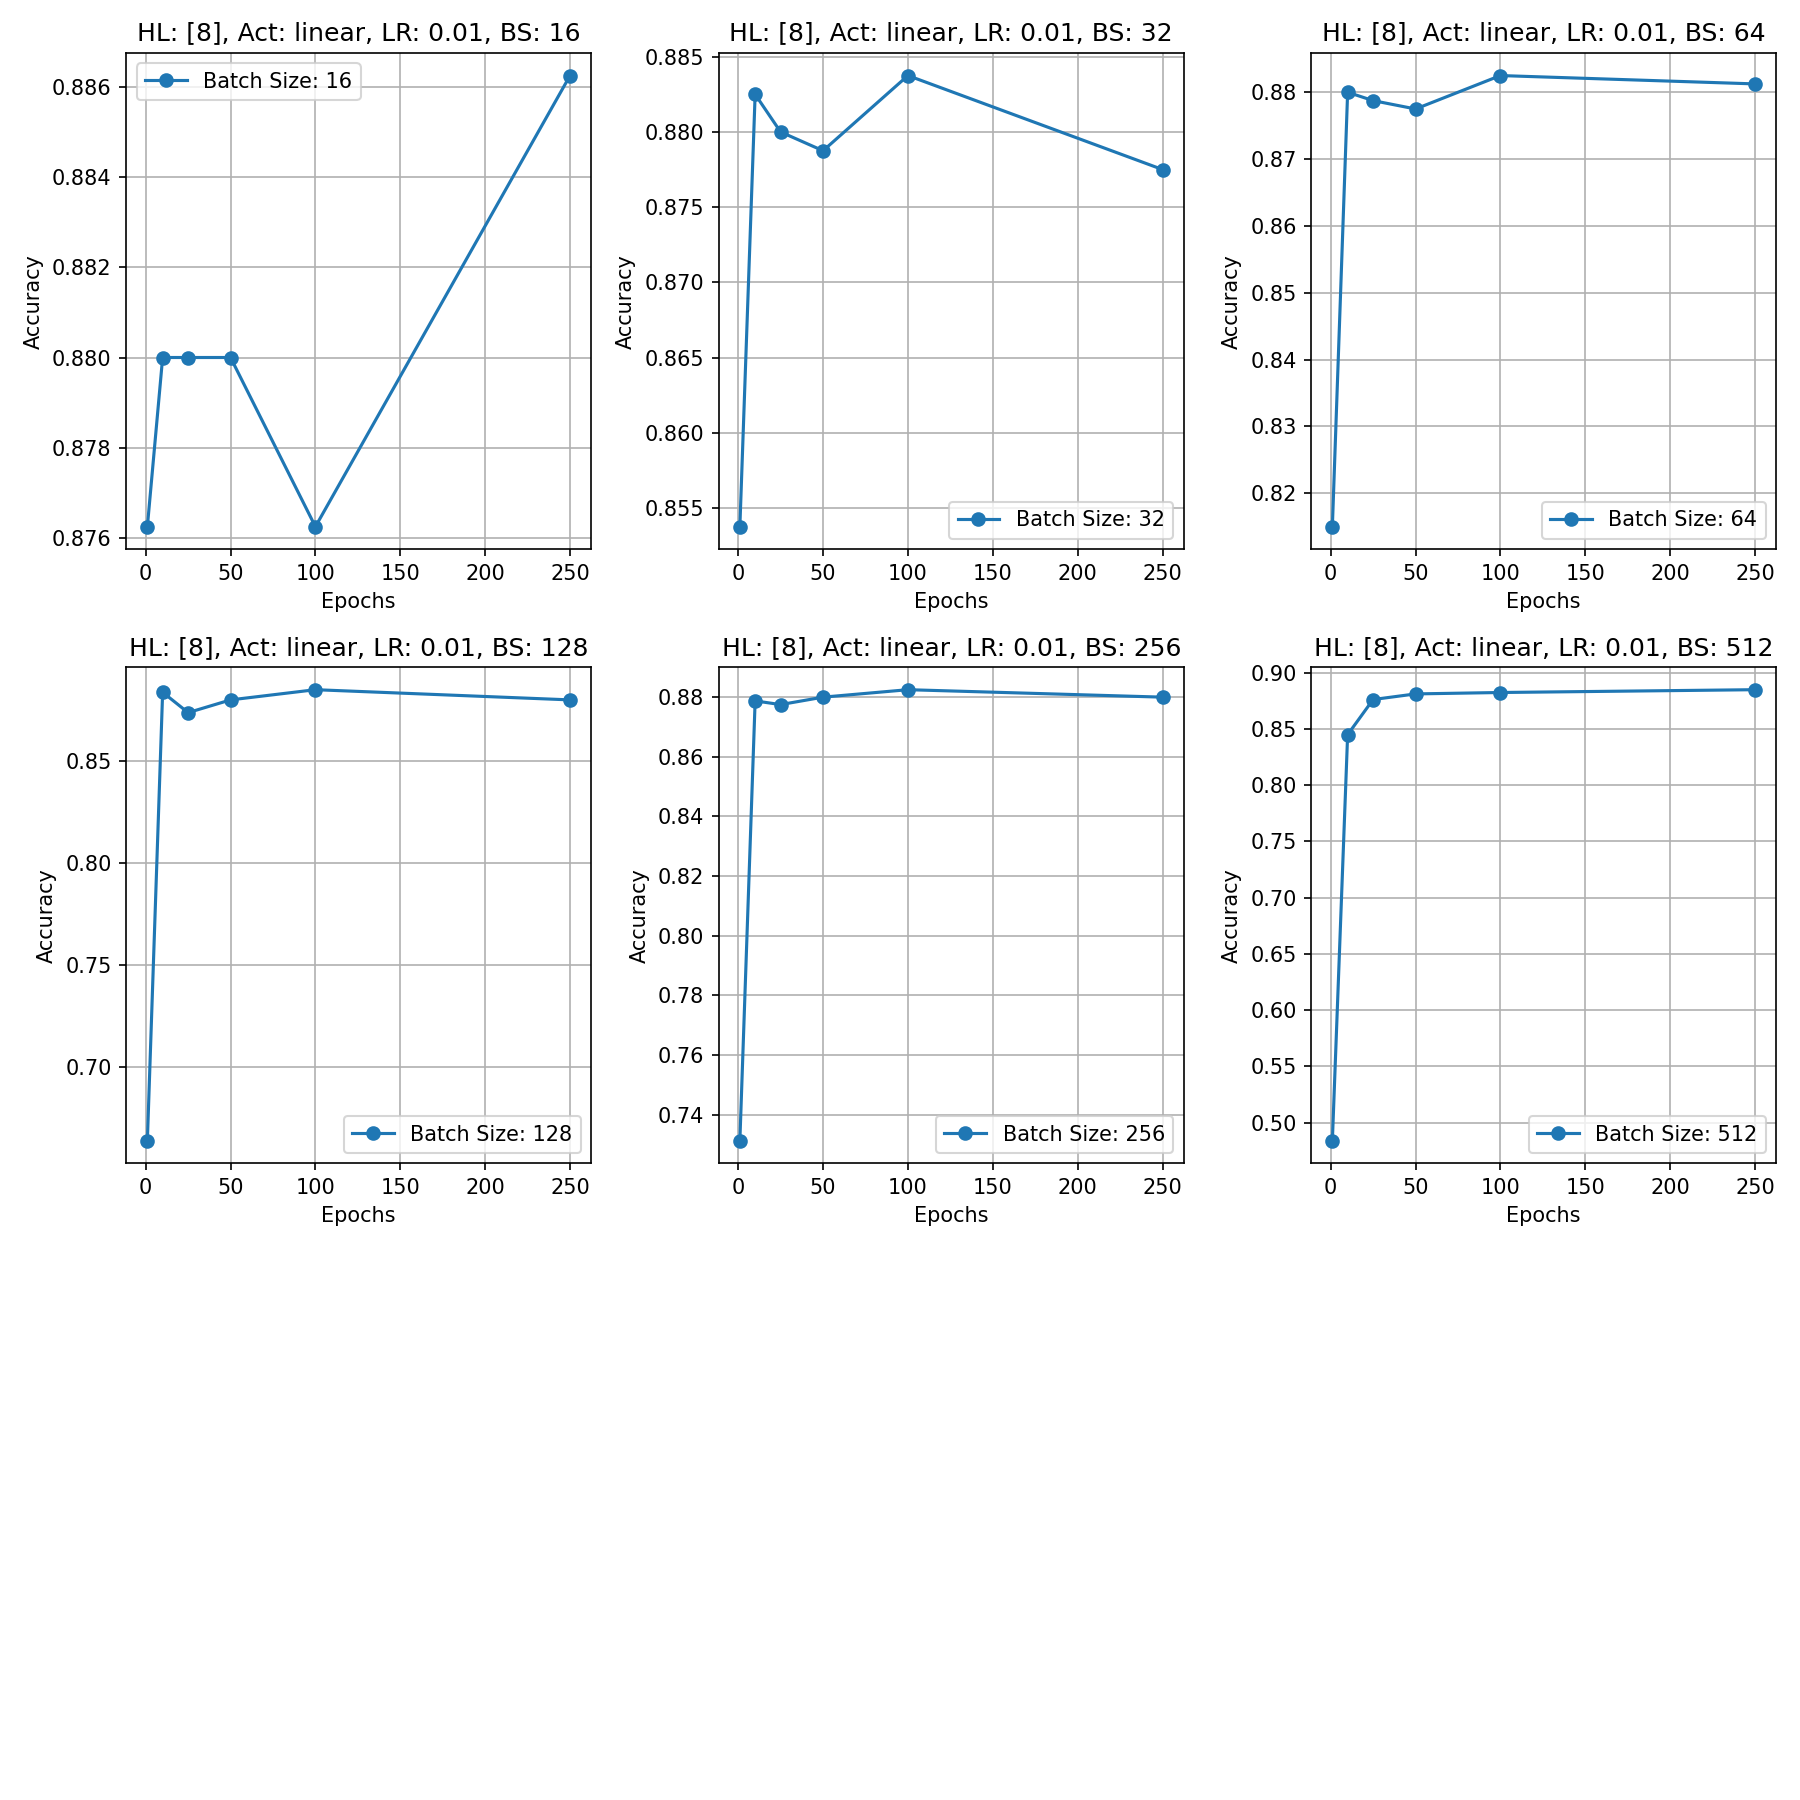 HL: [8], Act: linear, LR: 0.01, BS: 16
Batch Size: 16
Accuracy
0.886
0.884
0.882
0.880
0.878
0.876
0 50 100 150 200 250
Epochs
HL: [8], Act: linear, LR: 0.01, BS: 32
Accuracy
0.885
0.880
0.875
0.870
0.865
0.860
0.855
Batch Size: 32
0 50 100 150 200 250
Epochs
HL: [8], Act: linear, LR: 0.01, BS: 64
Accuracy
0.88
0.87
0.86
0.85
0.84
0.83
0.82
Batch Size: 64
0 50 100 150 200 250
Epochs
HL: [8], Act: linear, LR: 0.01, BS: 128
Accuracy
0.85
0.80
0.75
0.70
Batch Size: 128
0 50 100 150 200 250
Epochs
HL: [8], Act: linear, LR: 0.01, BS: 256
Accuracy
0.88
0.86
0.84
0.82
0.80
0.78
0.76
0.74
Batch Size: 256
0 50 100 150 200 250
Epochs
HL: [8], Act: linear, LR: 0.01, BS: 512
Accuracy
0.90
0.85
0.80
0.75
0.70
0.65
0.60
0.55
0.50
Batch Size: 512
0 50 100 150 200 250
Epochs